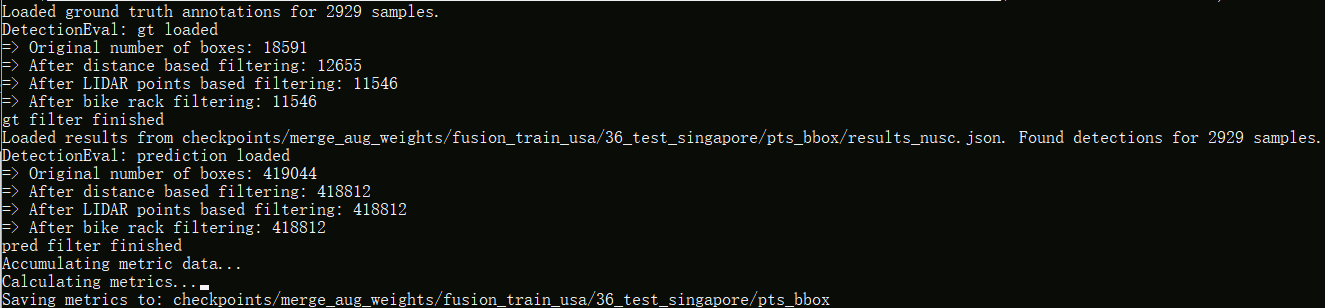 Loaded ground truth annotations for 2929 samples.
DetectionEval: gt loaded
=> Original number of boxes: 18591
=> After distance based filtering: 12655
=> After LIDAR points based filtering: 11546
=> After bike rack filtering: 11546
gt filter finished
Loaded results from checkpoints/merge_aug_weights/fusion_train_usa/36_test_singapore/pts_bbox/results_nusc.json. Found detections for 2929 samples.
DetectionEval: prediction loaded
=> Original number of boxes: 419044
=> After distance based filtering: 418812
=> After LIDAR points based filtering: 418812
=> After bike rack filtering: 418812
pred filter finished
Accumulating metric data...
Calculating metrics...
Saving metrics to: checkpoints/merge_aug_weights/fusion_train_usa/36_test_singapore/pts_bbox